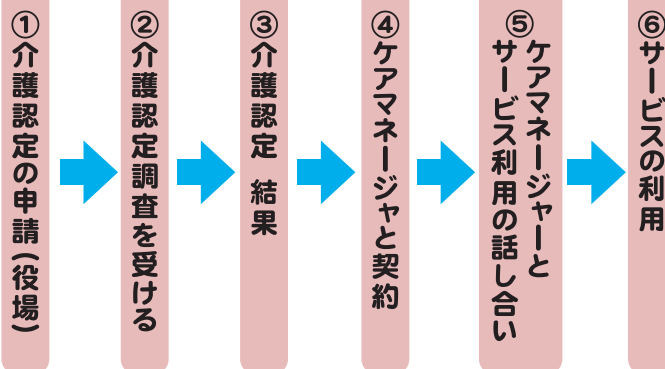 ①介護認定の申請（役場）
②介護認定調査を受ける
③介護認定 結果
④ケアマネージャと契約
⑤ケアマネージャーと
サービス利用の話し合い
⑥サービスの利用